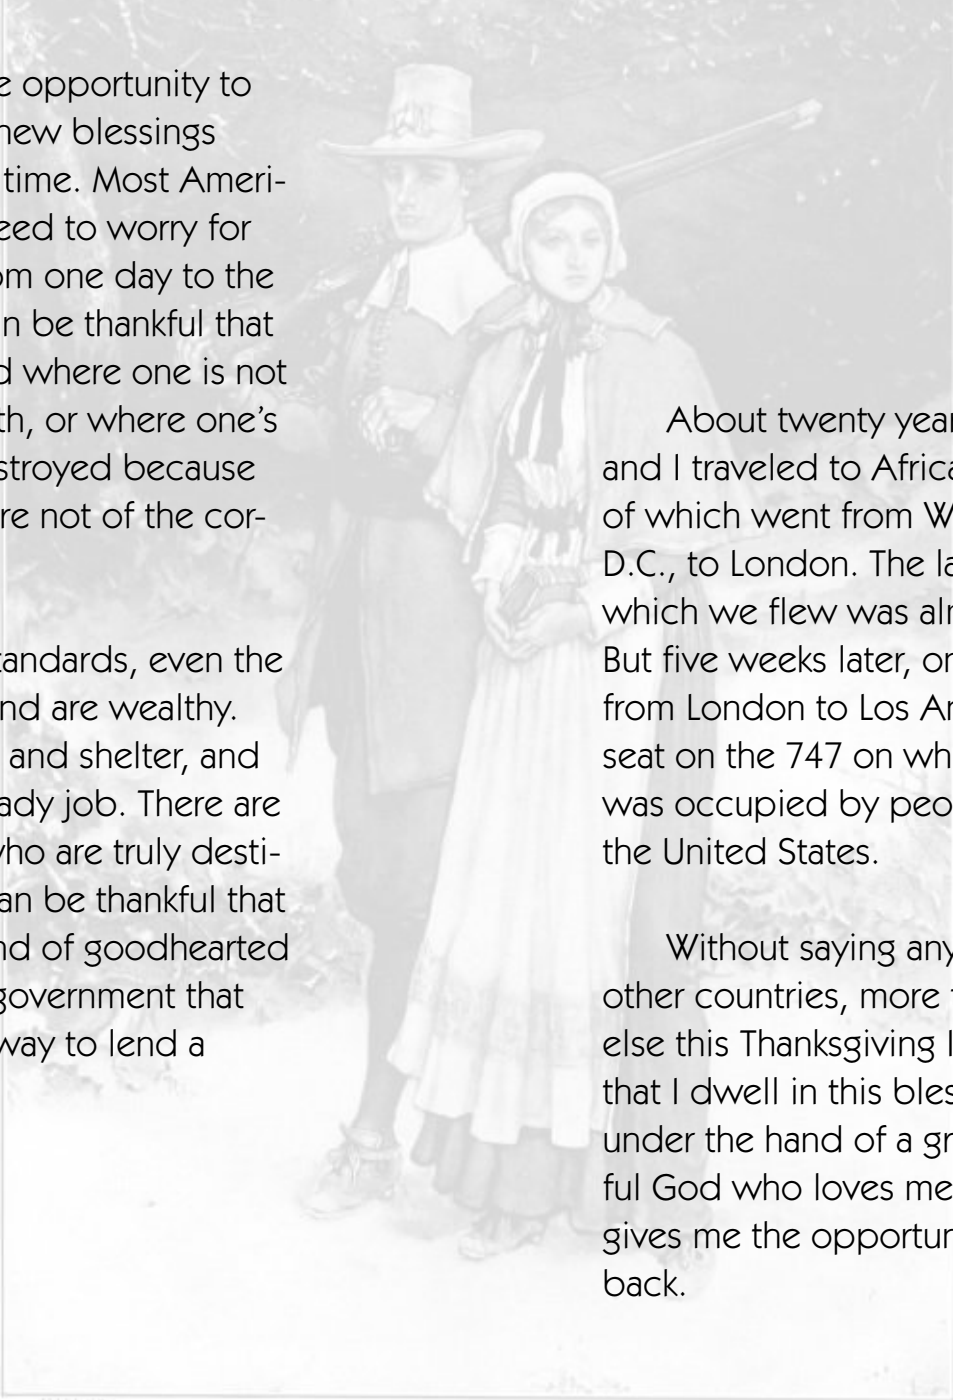 e opportunity to
new blessings
time. Most Ameri-
eed to worry for
om one day to the
n be thankful that
d where one is not
th, or where one’s
stroyed because
re not of the cor-
tandards, even the
nd are wealthy.
and shelter, and
ady job. There are
who are truly desti-
an be thankful that
nd of goodhearted
government that
way to lend a
About twenty year
and I traveled to Africa
of which went from W
D.C., to London. The la
which we flew was alm
But five weeks later, on
from London to Los An
seat on the 747 on wh
was occupied by peo
the United States.
Without saying any
other countries, more t
else this Thanksgiving I
that I dwell in this bles
under the hand of a gr
ful God who loves me
gives me the opportun
back.